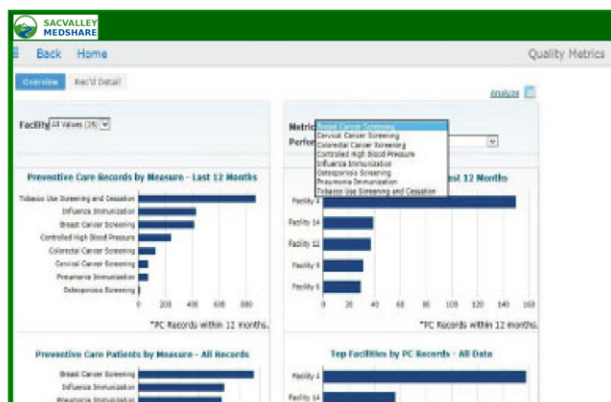 SACVALLEY
MEDSHARE
Back Home
Quality Metrics
Overview Rec'd Detail
Analyze
Facility All Values (26)
Metric Breast Cancer Screening
Cervical Cancer Screening
Colorectal Cancer Screening
Controlled High Blood Pressure
Influenza Immunization
Osteoporosis Screening
Pneumonia Immunization
Tobacco Use Screening and Cessation
Perfor
Preventive Care Records by Measure - Last 12 Months
Tobacco Use Screening and Cessation
Influenza Immunization
Breast Cancer Screening
Controlled High Blood Pressure
Colorectal Cancer Screening
Cervical Cancer Screening
Pneumonia Immunization
Osteoporosis Screening
0 200 400 600 800
*PC Records within 12 months.
ast 12 Months
Facility 4
Facility 14
Facility 12
Facility 9
Facility 6
0 20 40 60 80 100 120 140 160
*PC Records within 12 months.
Preventive Care Patients by Measure - All Records
Breast Cancer Screening
Influenza Immunization
Pneumonia Immunization
Top Facilities by PC Records - All Data
Facility 4
Facility 14